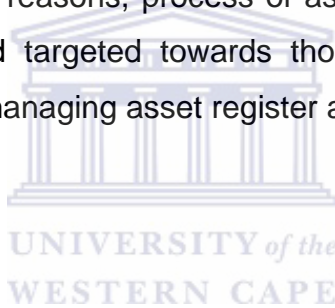 reasons, process of as
d targeted towards tho
managing asset register a
UNIVERSITY of the
WESTERN CAPE